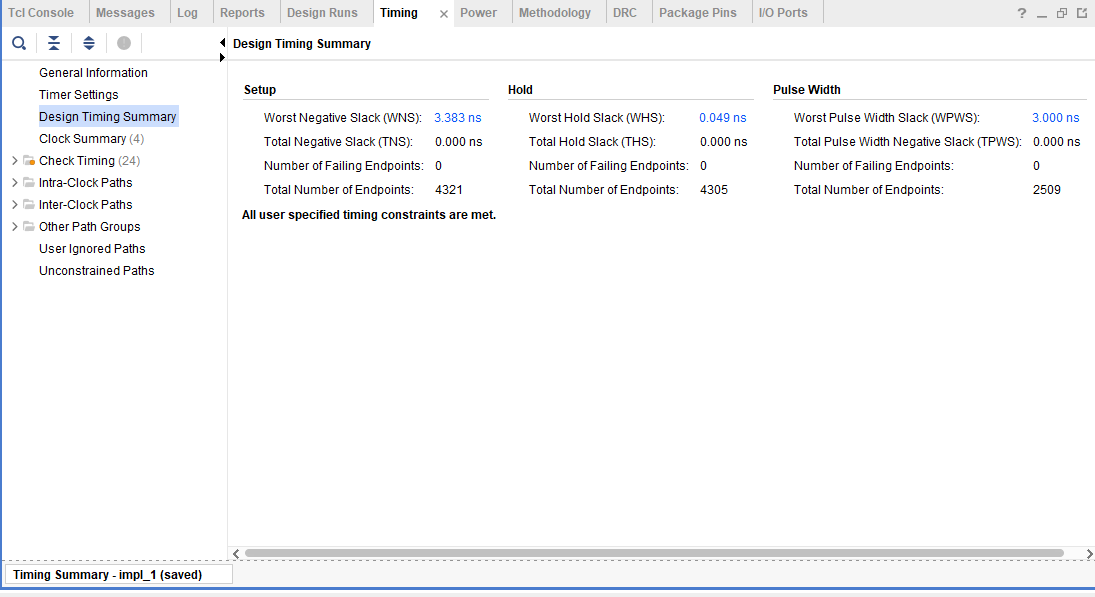 Tcl Console Messages Log Reports Design Runs Timing × Power Methodology DRC Package Pins I/O Ports ?
Design Timing Summary
General Information
Timer Settings
Design Timing Summary
Clock Summary (4)
Check Timing (24)
Intra-Clock Paths
Inter-Clock Paths
Other Path Groups
User Ignored Paths
Unconstrained Paths
Setup Hold Pulse Width
Worst Negative Slack (WNS): 3.383 ns Worst Hold Slack (WHS): 0.049 ns Worst Pulse Width Slack (WPWS): 3.000 ns
Total Negative Slack (TNS): 0.000 ns Total Hold Slack (THS): 0.000 ns Total Pulse Width Negative Slack (TPWS): 0.000 ns
Number of Failing Endpoints: 0 Number of Failing Endpoints: 0 Number of Failing Endpoints: 0
Total Number of Endpoints: 4321 Total Number of Endpoints: 4305 Total Number of Endpoints: 2509
All user specified timing constraints are met.
Timing Summary - impl_1 (saved)